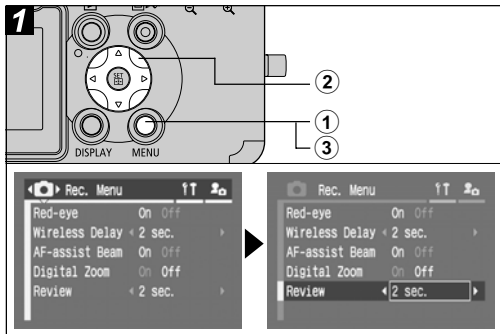 1
SET
2
1
DISPLAY MENU
3
Rec. Menu
Red-eye On Off
Wireless Delay 2 sec.
AF-assist Beam On Off
Digital Zoom On Off
Review 2 sec.
Rec. Menu
Red-eye On Off
Wireless Delay 2 sec.
AF-assist Beam On Off
Digital Zoom On Off
Review 2 sec.